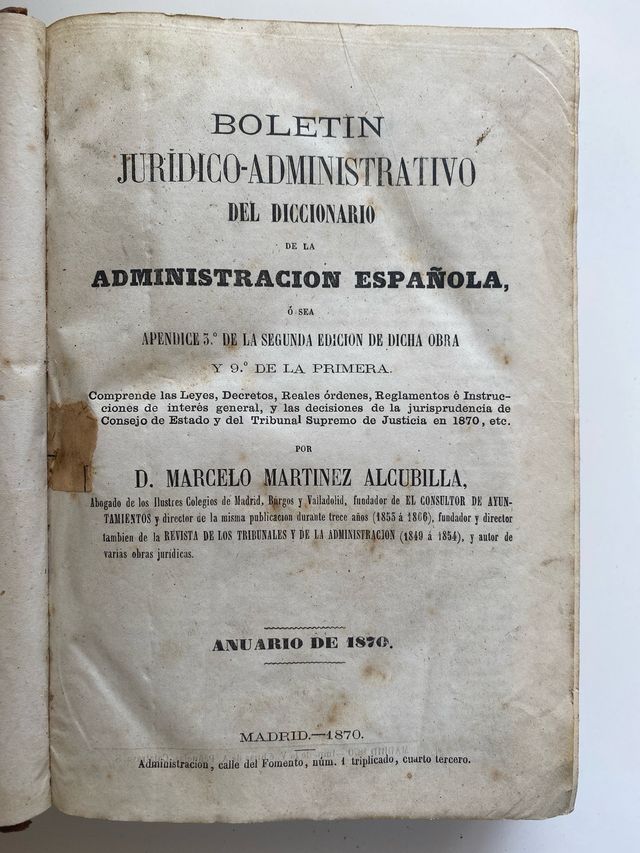 BOLETIN
JURÍDICO-ADMINISTRATIVO
DEL DICCIONARIO
DE LA
ADMINISTRACION ESPAÑOLA,
Ó SEA
APENDICE 3.º DE LA SEGUNDA EDICION DE DICHA OBRA
Y 9.º DE LA PRIMERA.
Comprende las Leyes, Decretos, Reales órdenes, Reglamentos é Instruc-
ciones de interés general, y las decisiones de la jurisprudencia de
Consejo de Estado y del Tribunal Supremo de Justicia en 1870, etc.
POR
D. MARCELO MARTINEZ ALCUBILLA,
Abogado de los Ilustres Colegios de Madrid, Burgos y Valladolid, fundador de EL CONSULTOR DE AYUN-
TAMIENTOS y director de la misma publicacion durante trece años (1853 á 1866), fundador y director
tambien de la REVISTA DE LOS TRIBUNALES Y DE LA ADMINISTRACION (1849 á 1854), y autor de
varias obras jurídicas.
ANUARIO DE 1870.
MADRID.—1870.
Administracion, calle del Fomento, núm. 1 triplicado, cuarto tercero.